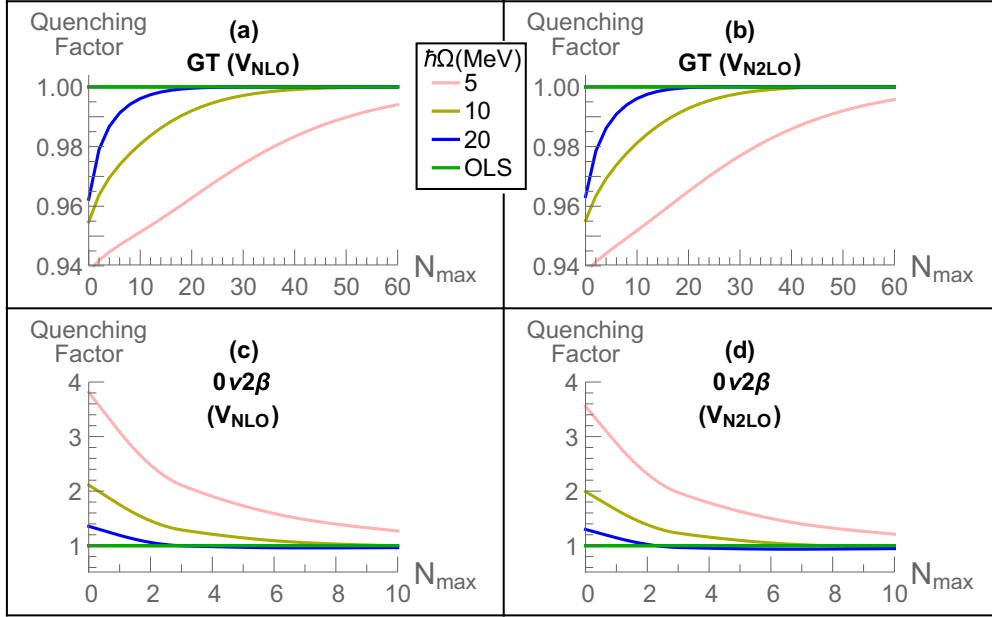 Quenching
Factor
(a)
GT (VNLO)
1.00
0.98
0.96
0.94
0 10 20 30 40 50 60
Nmax
ħΩ(MeV)
5
10
20
OLS
Quenching
Factor
(b)
GT (VN2LO)
1.00
0.98
0.96
0.94
0 10 20 30 40 50 60
Nmax
Quenching
Factor
(c)
0ν2β
(VNLO)
4
3
2
1
0 2 4 6 8 10
Nmax
Quenching
Factor
(d)
0ν2β
(VN2LO)
4
3
2
1
0 2 4 6 8 10
Nmax